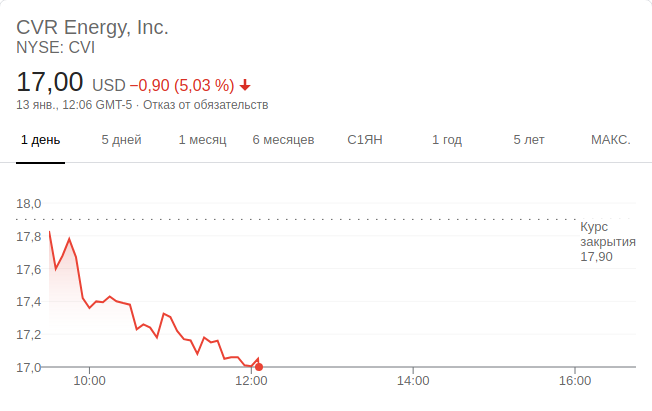 CVR Energy, Inc.
NYSE: CVI
17,00 USD −0,90 (5,03 %)
13 янв., 12:06 GMT-5 · Отказ от обязательств
1 день 5 дней 1 месяц 6 месяцев С1ЯН 1 год 5 лет МАКС.
18,0
Курс
закрытия
17,90
17,8
17,6
17,4
17,2
17,0
10:00 12:00 14:00 16:00